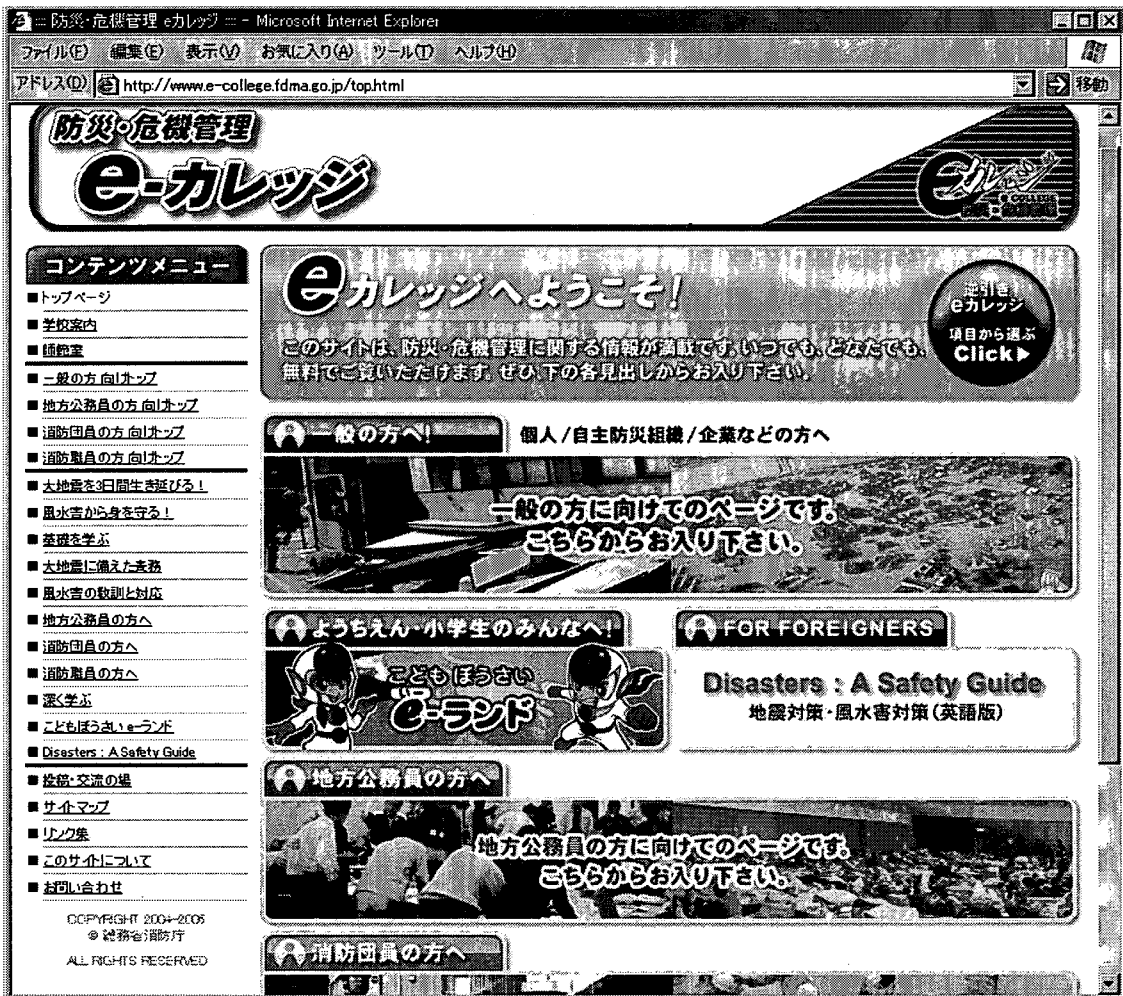 ::: 防災・危機管理 eカレッジ ::: - Microsoft Internet Explorer
ファイル(F) 編集(E) 表示(V) お気に入り(A) ツール(T) ヘルプ(H)
アドレス(D) http://www.e-college.fdma.go.jp/top.html 移動
防災・危機管理
e-カレッジ
eカレッジ
e COLLEGE
防災・危機管理
コンテンツメニュー
■トップページ
■学校案内
■師範室
■一般の方向けトップ
■地方公務員の方向けトップ
■消防団員の方向けトップ
■消防職員の方向けトップ
■大地震を3日間生き延びる!
■風水害から身を守る!
■基礎を学ぶ
■大地震に備えた責務
■風水害の教訓と対応
■地方公務員の方へ
■消防団員の方へ
■消防職員の方へ
■深く学ぶ
■こどもぼうさい e-ランド
■Disasters : A Safety Guide
■投稿・交流の場
■サイトマップ
■リンク集
■このサイトについて
■お問い合わせ
COPYRIGHT 2004-2006
© 総務省消防庁
ALL RIGHTS RESERVED
eカレッジへようこそ!
このサイトは、防災・危機管理に関する情報が満載です。いつでも、どなたでも、
無料でご覧いただけます。ぜひ、下の各見出しからお入り下さい。
逆引き!
eカレッジ
項目から選ぶ
Click▶
一般の方へ! 個人/自主防災組織/企業などの方へ
一般の方に向けてのページです。
こちらからお入り下さい。
ようちえん・小学生のみんなへ!
こどもぼうさい
e-ランド
FOR FOREIGNERS
Disasters : A Safety Guide
地震対策・風水害対策(英語版)
地方公務員の方へ
地方公務員の方に向けてのページです。
こちらからお入り下さい。
消防団員の方へ